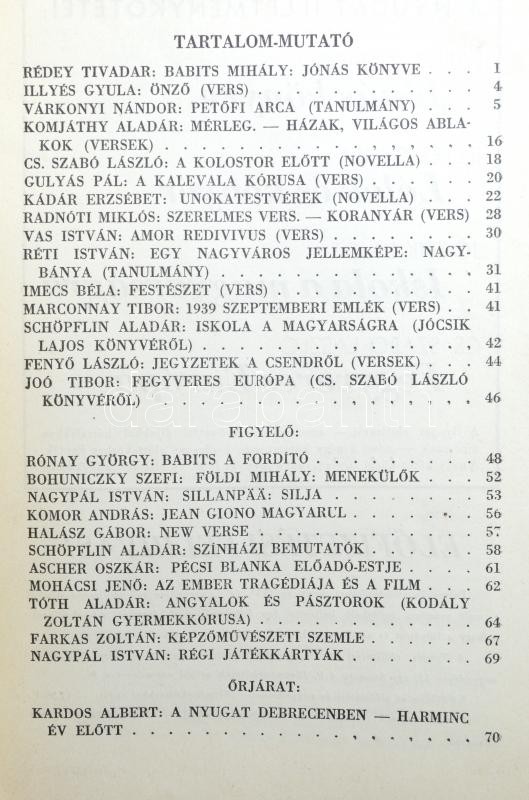 TARTALOM-MUTATÓ
RÉDEY TIVADAR: BABITS MIHÁLY: JÓNÁS KÖNYVE . . . 1
ILLYÉS GYULA: ÖNZŐ (VERS) . . . . . . . . . . 4
VÁRKONYI NÁNDOR: PETŐFI ARCA (TANULMÁNY) . . . 5
KOMJÁTHY ALADÁR: MÉRLEG. — HÁZAK, VILÁGOS ABLA-
KOK (VERSEK) . . . . . . . . . . . . 16
CS. SZABÓ LÁSZLÓ: A KOLOSTOR ELŐTT (NOVELLA) . . . 18
GULYÁS PÁL: A KALEVALA KÓRUSA (VERS) . . . . . 20
KÁDÁR ERZSÉBET: UNOKATESTVÉREK (NOVELLA) . . . 22
RADNÓTI MIKLÓS: SZERELMES VERS. — KORANYÁR (VERS) 28
VAS ISTVÁN: AMOR REDIVIVUS (VERS) . . . . . . . 30
RÉTI ISTVÁN: EGY NAGYVÁROS JELLEMKÉPE: NAGY-
BÁNYA (TANULMÁNY) . . . . . . . . . . 31
IMECS BÉLA: FESTÉSZET (VERS) . . . . . . . . . 41
MARCONNAY TIBOR: 1939 SZEPTEMBERI EMLÉK (VERS) . . 41
SCHÖPFLIN ALADÁR: ISKOLA A MAGYARSÁGRA (JÓCSIK
LAJOS KÖNYVÉRŐL) . . . . . . . . . . . 42
FENYŐ LÁSZLÓ: JEGYZETEK A CSENDRŐL (VERSEK) . . . 44
JOÓ TIBOR: FEGYVERES EURÓPA (CS. SZABÓ LÁSZLÓ
KÖNYVÉRŐL) . . . . . . . . . . . . . 46
darabanth
FIGYELŐ:
RÓNAY GYÖRGY: BABITS A FORDÍTÓ . . . . . . . . 48
BOHUNICZKY SZEFI: FÖLDI MIHÁLY: MENEKÜLŐK . . . 52
NAGYPÁL ISTVÁN: SILLANPÄÄ: SILJA . . . . . . . 53
KOMOR ANDRÁS: JEAN GIONO MAGYARUL . . . . . . 56
HALÁSZ GÁBOR: NEW VERSE . . . . . . . . . . 57
SCHÖPFLIN ALADÁR: SZÍNHÁZI BEMUTATÓK . . . . . 58
ASCHER OSZKÁR: PÉCSI BLANKA ELŐADÓ-ESTJE . . . . 61
MOHÁCSI JENŐ: AZ EMBER TRAGÉDIÁJA ÉS A FILM . . . 62
TÓTH ALADÁR: ANGYALOK ÉS PÁSZTOROK (KODÁLY
ZOLTÁN GYERMEKKÓRUSA) . . . . . . . . . 64
FARKAS ZOLTÁN: KÉPZŐMŰVÉSZETI SZEMLE . . . . . 67
NAGYPÁL ISTVÁN: RÉGI JÁTÉKKÁRTYÁK . . . . . . . 69
ŐRJÁRAT:
KARDOS ALBERT: A NYUGAT DEBRECENBEN — HARMINC
ÉV ELŐTT . . . . . . . . . . . . . . 70